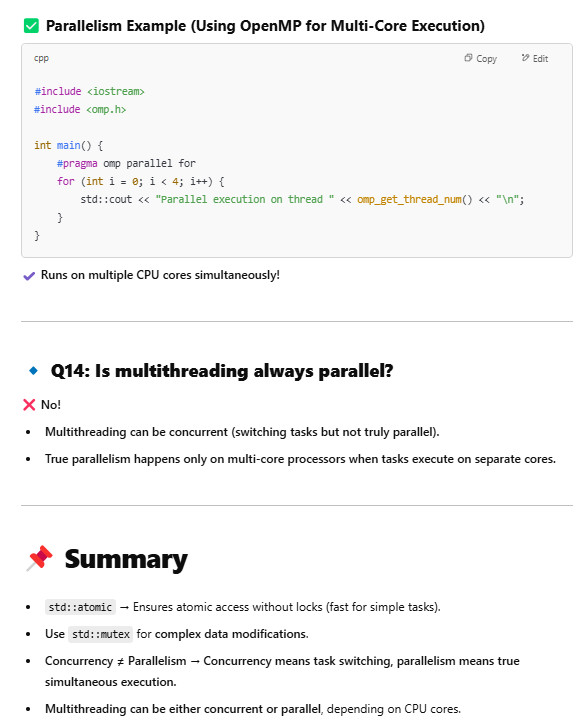 ✅ Parallelism Example (Using OpenMP for Multi-Core Execution)
cpp Copy Edit
#include <iostream>
#include <omp.h>
int main() {
    #pragma omp parallel for
    for (int i = 0; i < 4; i++) {
        std::cout << "Parallel execution on thread " << omp_get_thread_num() << "\n";
    }
}
✔ Runs on multiple CPU cores simultaneously!
🔹 Q14: Is multithreading always parallel?
❌ No!
• Multithreading can be concurrent (switching tasks but not truly parallel).
• True parallelism happens only on multi-core processors when tasks execute on separate cores.
📌 Summary
• std::atomic → Ensures atomic access without locks (fast for simple tasks).
• Use std::mutex for complex data modifications.
• Concurrency ≠ Parallelism → Concurrency means task switching, parallelism means true
simultaneous execution.
• Multithreading can be either concurrent or parallel, depending on CPU cores.